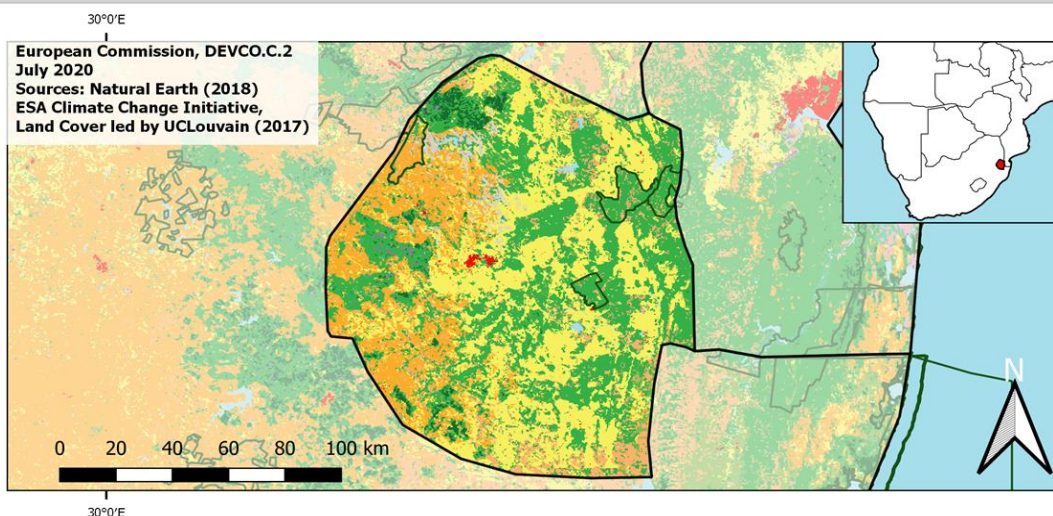 30°0'E
European Commission, DEVCO.C.2
July 2020
Sources: Natural Earth (2018)
ESA Climate Change Initiative,
Land Cover led by UCLouvain (2017)
N
0 20 40 60 80 100 km
30°0'E